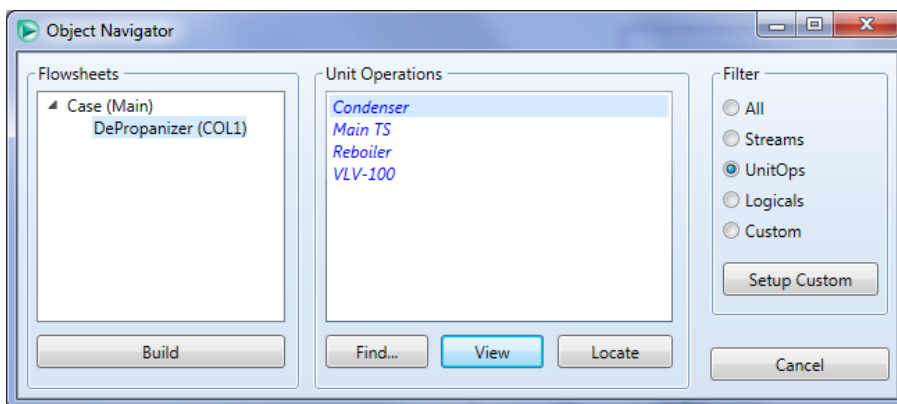 Object Navigator
Flowsheets
Case (Main)
DePropanizer (COL1)
Build
Unit Operations
Condenser
Main TS
Reboiler
VLV-100
Find...
View
Locate
Filter
All
Streams
UnitOps
Logicals
Custom
Setup Custom
Cancel